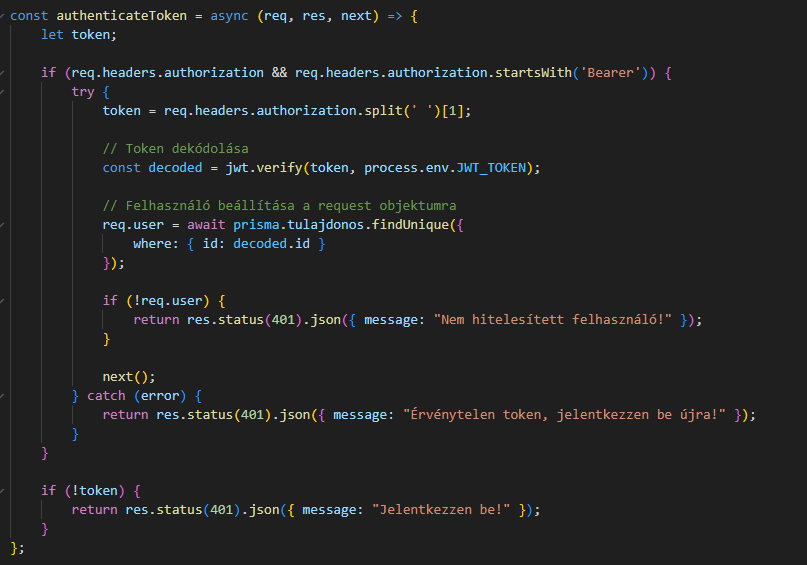 const authenticateToken = async (req, res, next) => {
    let token;

    if (req.headers.authorization && req.headers.authorization.startsWith('Bearer')) {
        try {
            token = req.headers.authorization.split(' ')[1];

            // Token dekódolása
            const decoded = jwt.verify(token, process.env.JWT_TOKEN);

            // Felhasználó beállítása a request objektumra
            req.user = await prisma.tulajdonos.findUnique({
                where: { id: decoded.id }
            });

            if (!req.user) {
                return res.status(401).json({ message: "Nem hitelesített felhasználó!" });
            }

            next();
        } catch (error) {
            return res.status(401).json({ message: "Érvénytelen token, jelentkezzen be újra!" });
        }
    }

    if (!token) {
        return res.status(401).json({ message: "Jelentkezzen be!" });
    }
};